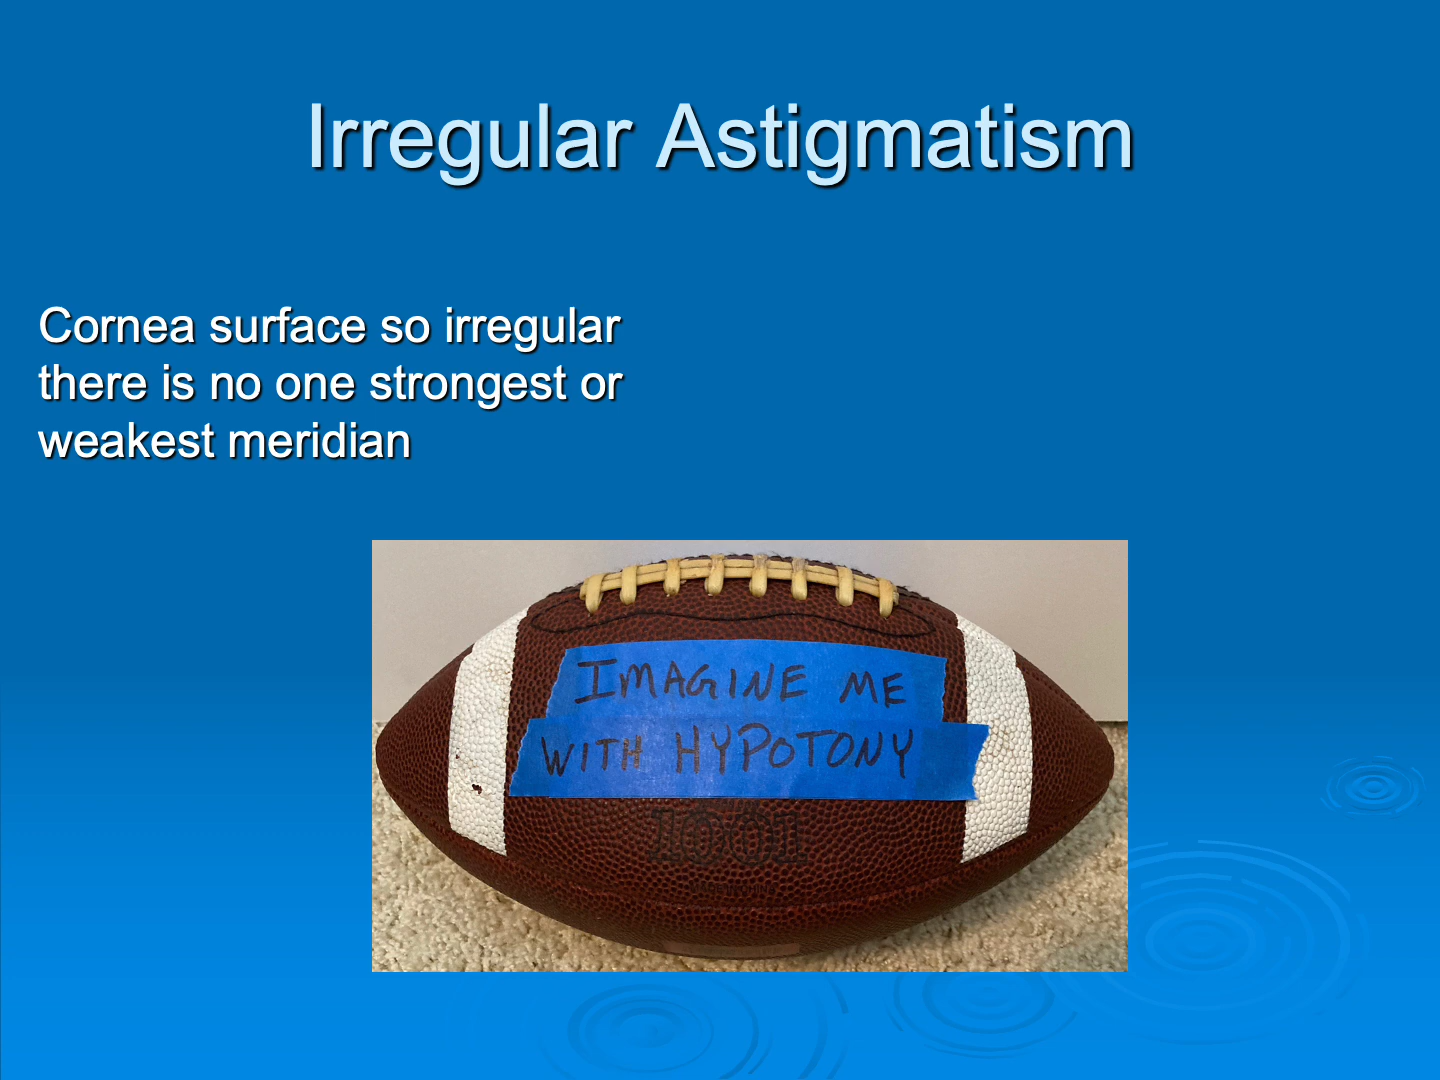 Irregular Astigmatism
Cornea surface so irregular
there is no one strongest or
weakest meridian
IMAGINE ME
WITH HYPOTONY
1001